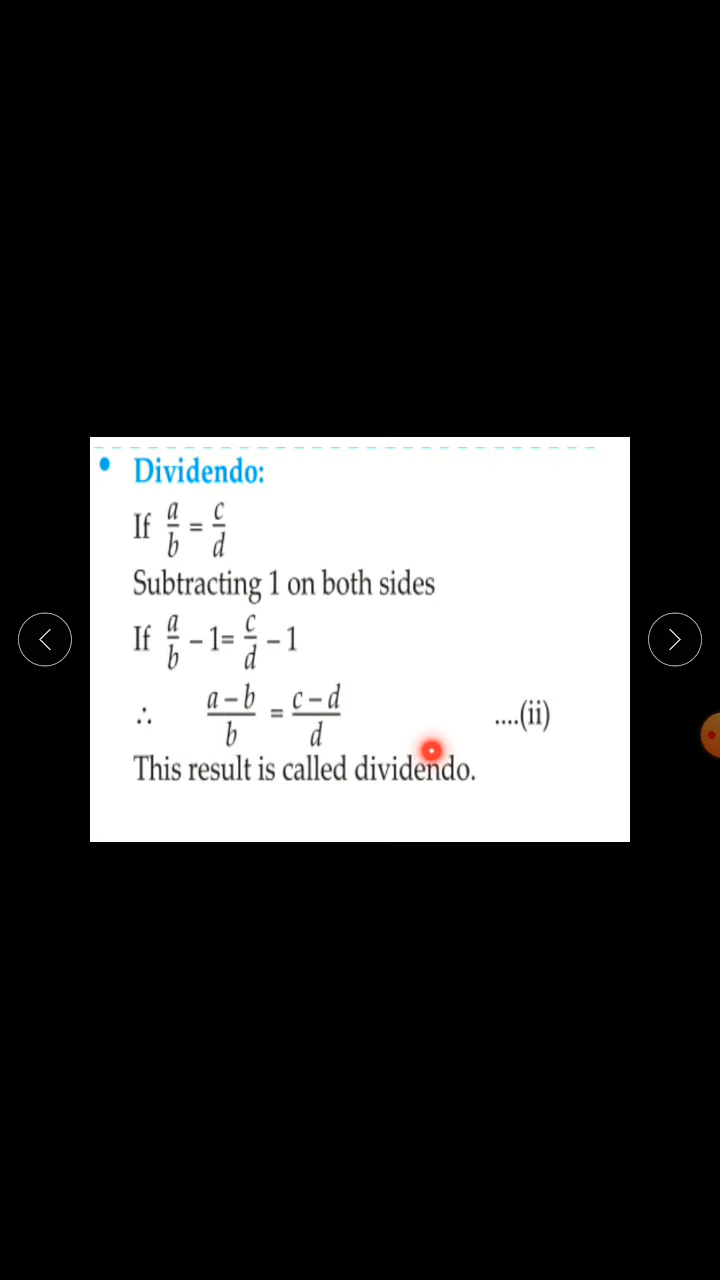 • Dividendo:
If a/b = c/d
Subtracting 1 on both sides
If a/b – 1= c/d – 1
∴ a – b/b = c – d/d ....(ii)
This result is called dividendo.